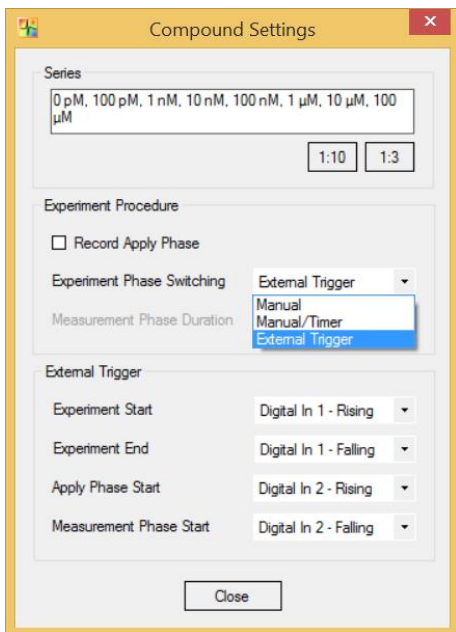 Compound Settings
Series
0 pM, 100 pM, 1 nM, 10 nM, 100 nM, 1 µM, 10 µM, 100
µM
1:10 1:3
Experiment Procedure
Record Apply Phase
Experiment Phase Switching External Trigger
Manual
Measurement Phase Duration Manual/Timer
External Trigger
External Trigger
Experiment Start Digital In 1 - Rising
Experiment End Digital In 1 - Falling
Apply Phase Start Digital In 2 - Rising
Measurement Phase Start Digital In 2 - Falling
Close